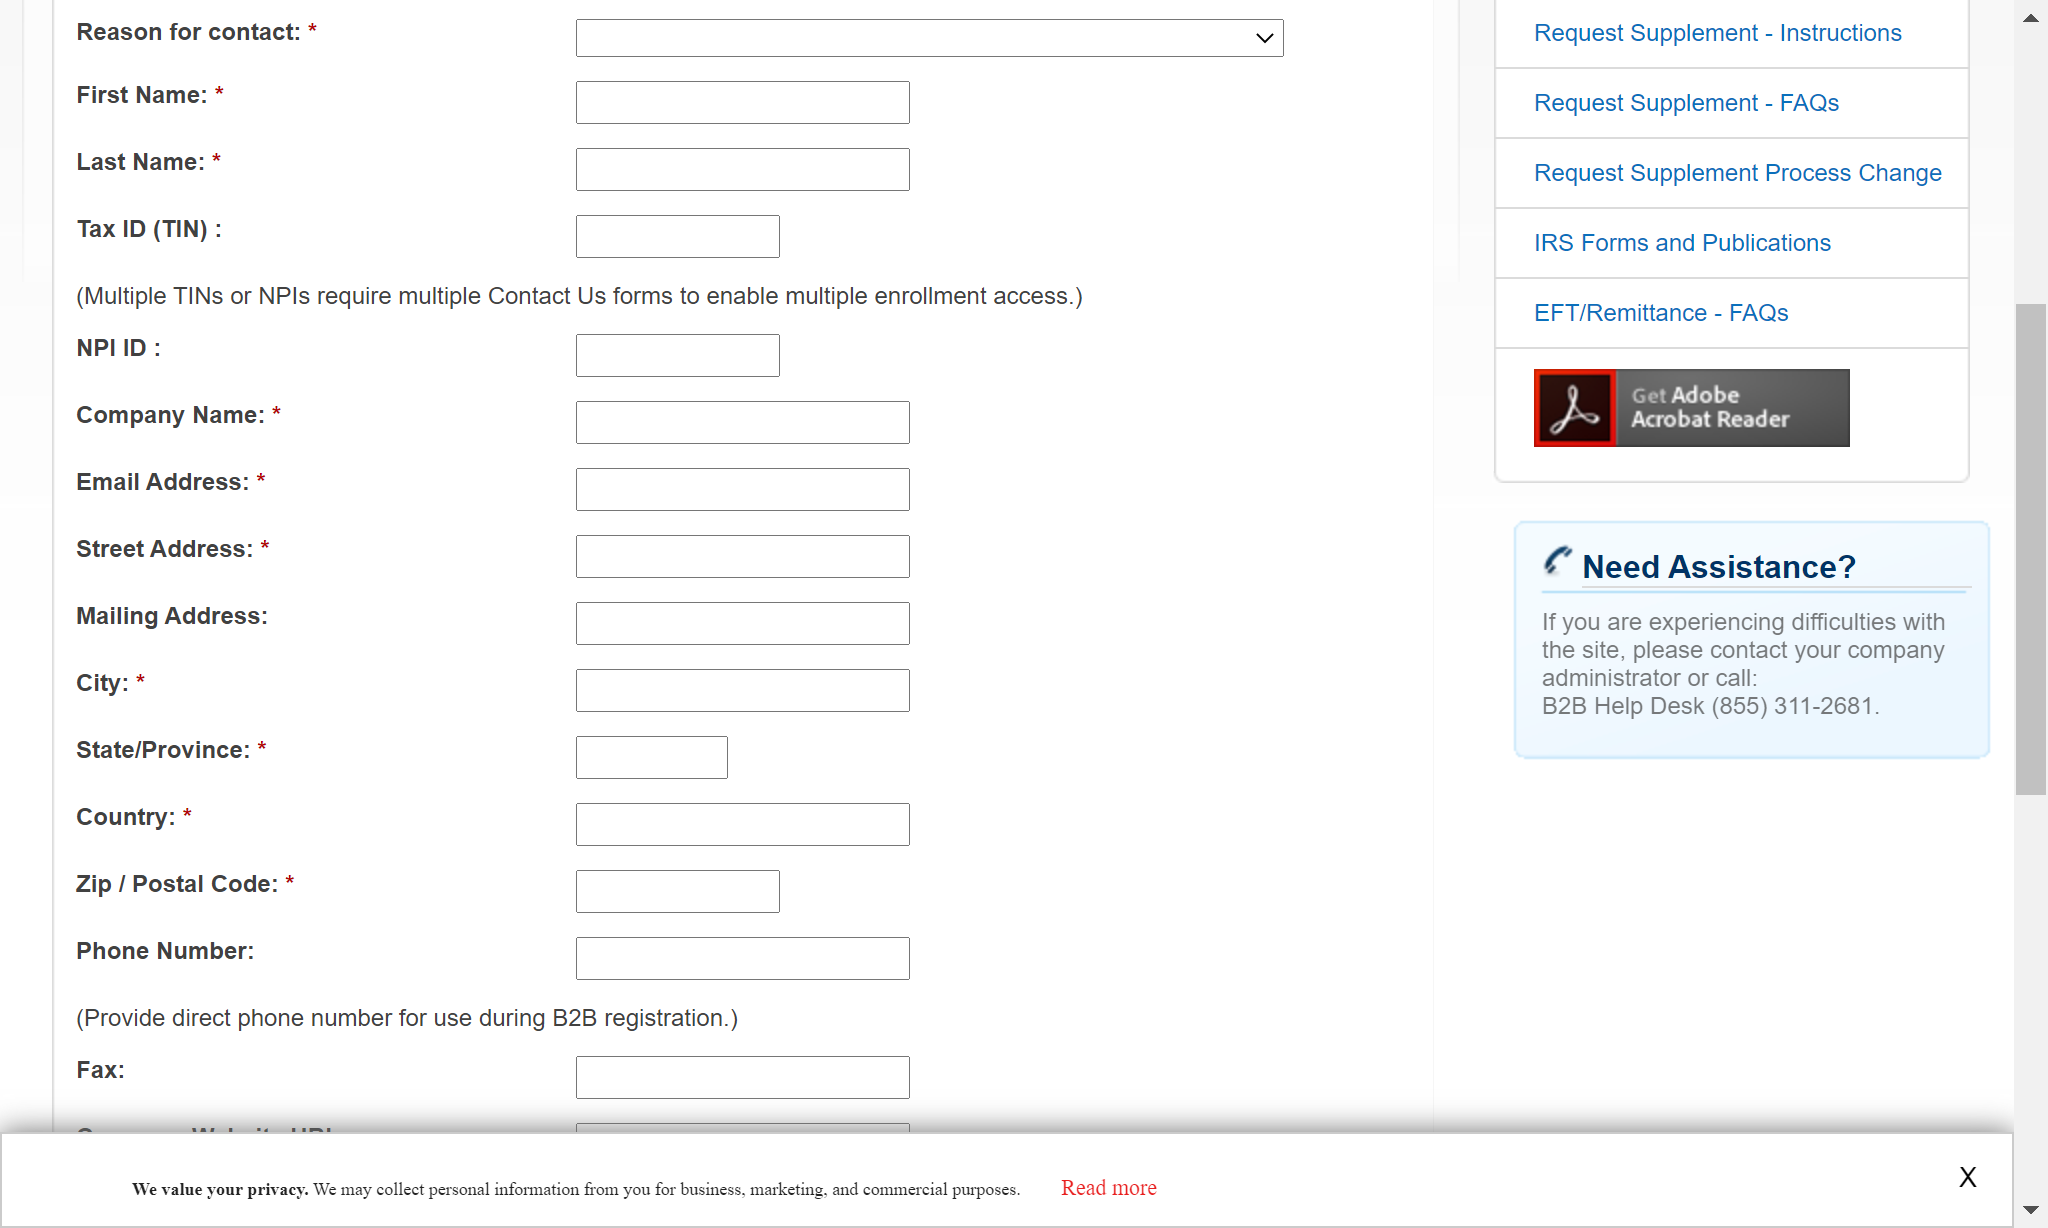 Reason for contact: *
First Name: *
Last Name: *
Tax ID (TIN) :
(Multiple TINs or NPIs require multiple Contact Us forms to enable multiple enrollment access.)
NPI ID :
Company Name: *
Email Address: *
Street Address: *
Mailing Address:
City: *
State/Province: *
Country: *
Zip / Postal Code: *
Phone Number:
(Provide direct phone number for use during B2B registration.)
Fax:
Request Supplement - Instructions
Request Supplement - FAQs
Request Supplement Process Change
IRS Forms and Publications
EFT/Remittance - FAQs
Get Adobe
Acrobat Reader
Need Assistance?
If you are experiencing difficulties with
the site, please contact your company
administrator or call:
B2B Help Desk (855) 311-2681.
We value your privacy. We may collect personal information from you for business, marketing, and commercial purposes. Read more
X